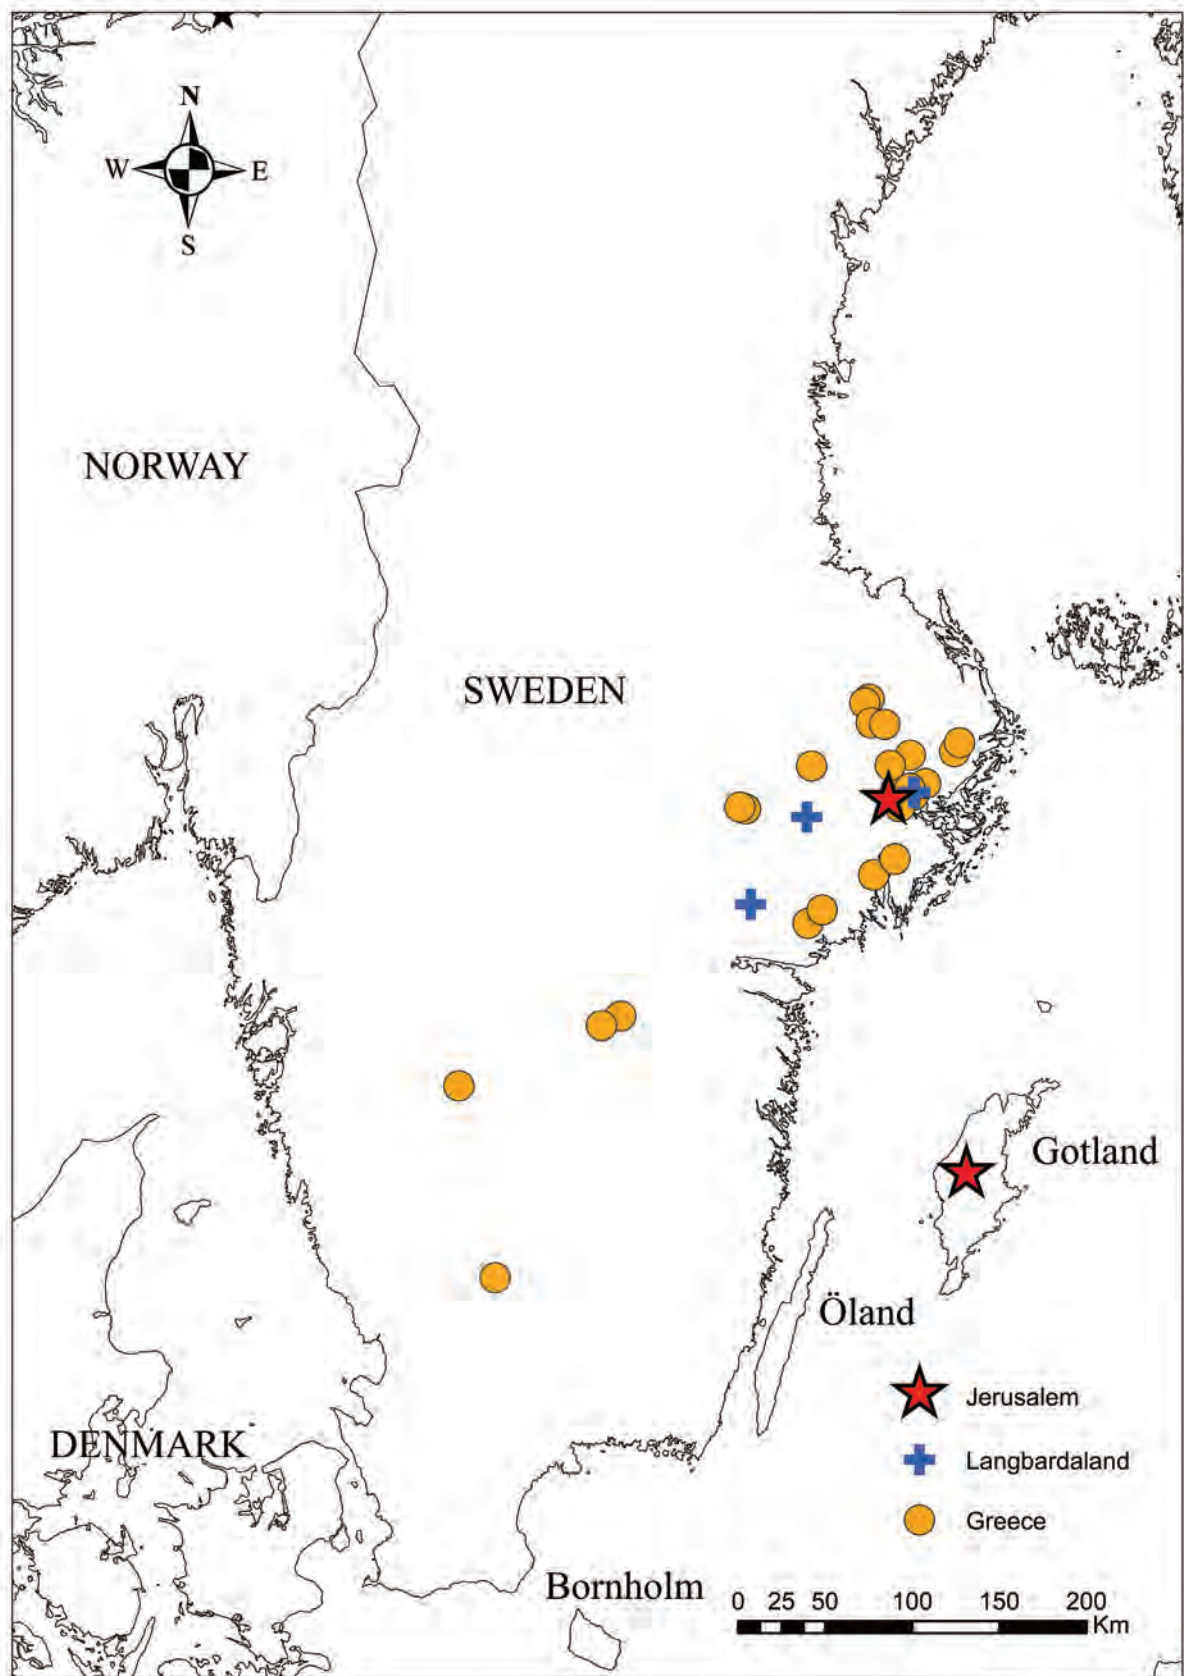 N
W E
S
NORWAY
SWEDEN
Gotland
Öland
Jerusalem
DENMARK
Langbardaland
Greece
Bornholm
0 25 50 100 150 200
Km